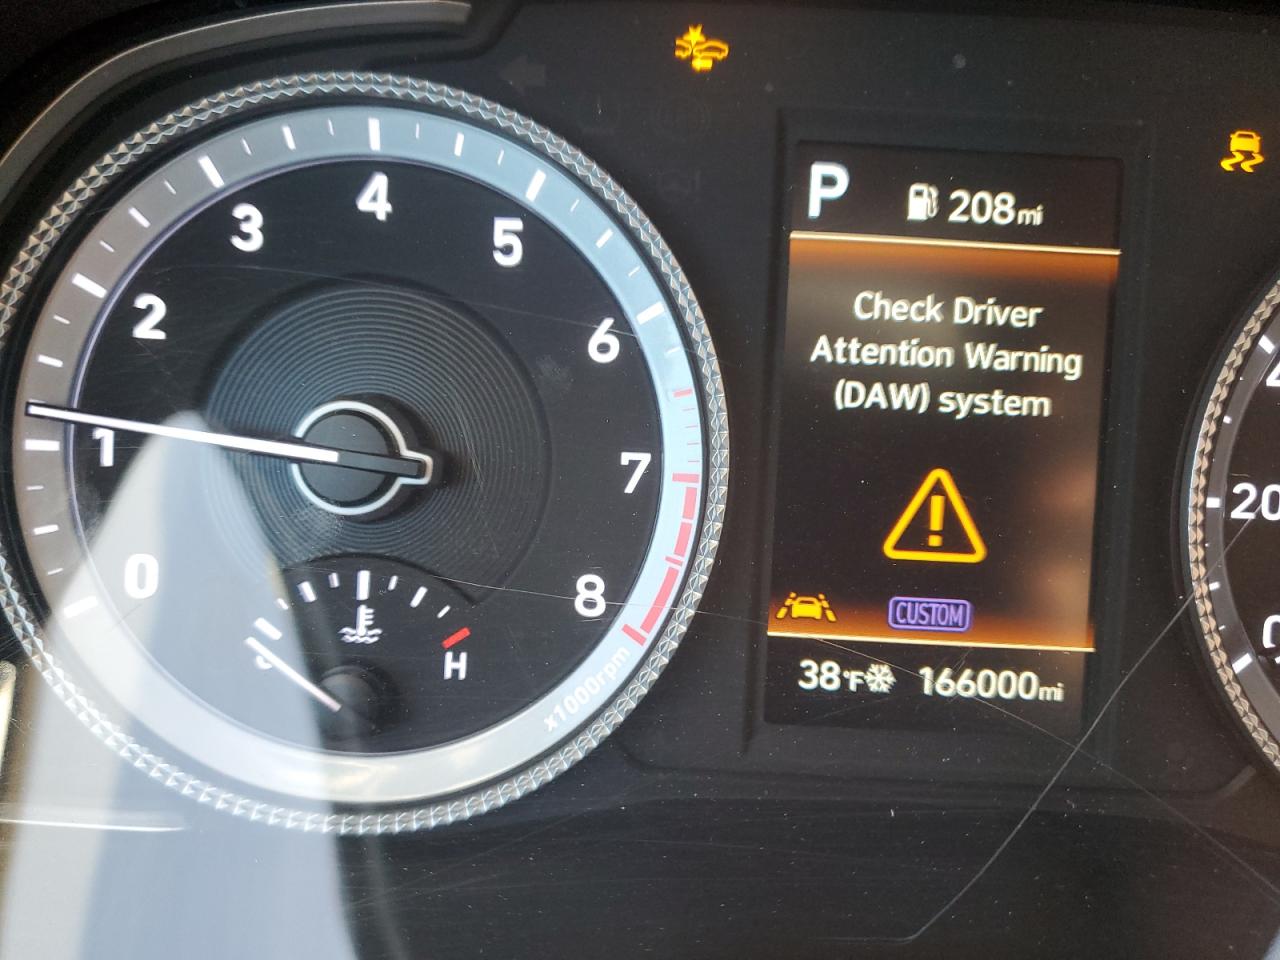 0
1
2
3
4
5
6
7
8
x1000rpm
C
H
P 208mi
Check Driver
Attention Warning
(DAW) system
!
CUSTOM
38°F 166000mi
20